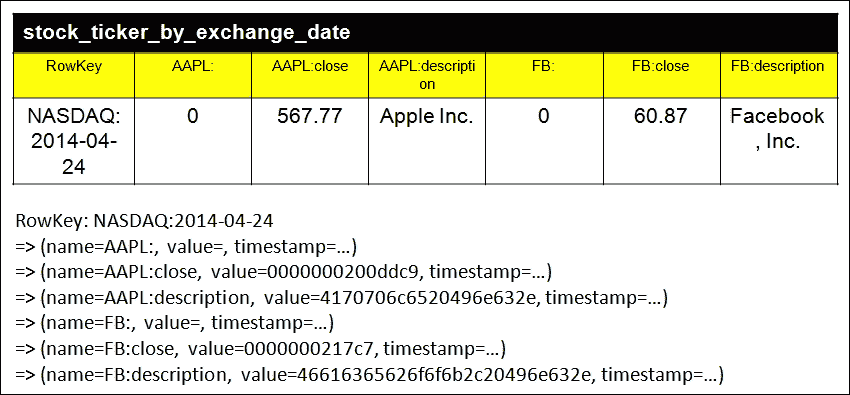 stock_ticker_by_exchange_date
RowKey AAPL: AAPL:close AAPL:descripti on FB: FB:close FB:description
NASDAQ: 2014-04- 24 0 567.77 Apple Inc. 0 60.87 Facebook , Inc.
RowKey: NASDAQ:2014-04-24
=> (name=AAPL:, value=, timestamp=…)
=> (name=AAPL:close, value=0000000200ddc9, timestamp=…)
=> (name=AAPL:description, value=4170706c6520496e632e, timestamp=…)
=> (name=FB:, value=, timestamp=…)
=> (name=FB:close, value=0000000217c7, timestamp=…)
=> (name=FB:description, value=46616365626f6f6b2c20496e632e, timestamp=…)